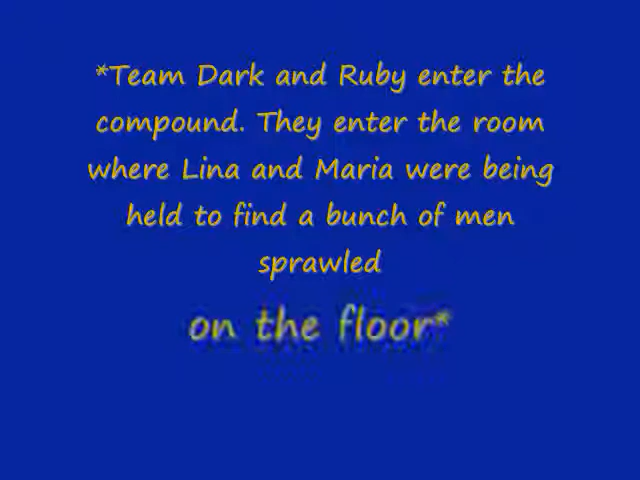 *Team Dark and Ruby enter the
compound. They enter the room
where Lina and Maria were being
held to find a bunch of men
sprawled
on the floor*